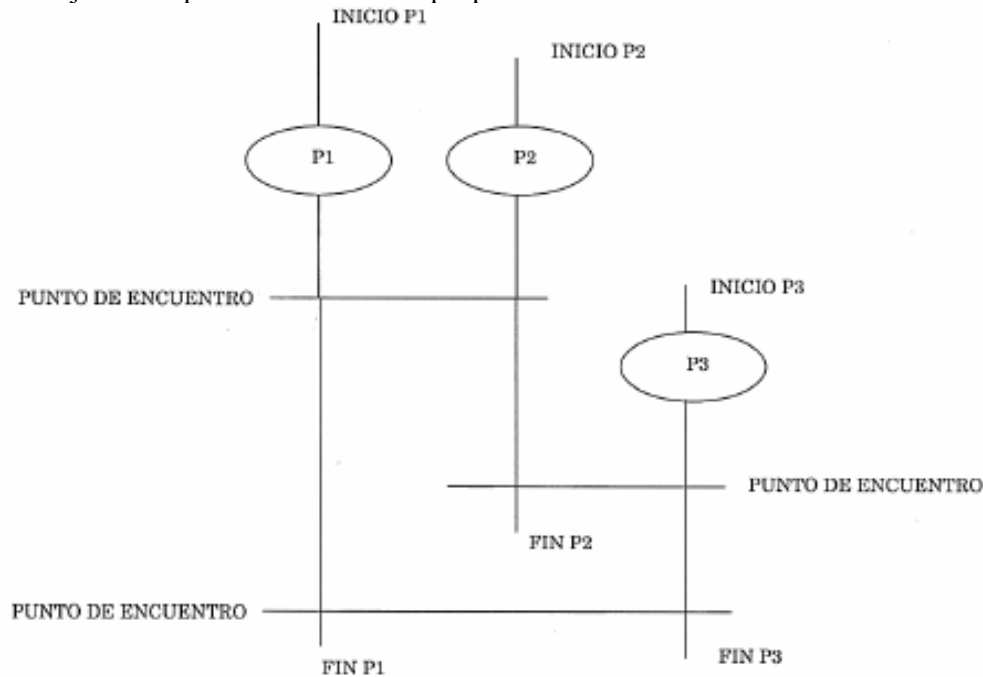 INICIO P1
INICIO P2
P1
P2
INICIO P3
PUNTO DE ENCUENTRO
P3
PUNTO DE ENCUENTRO
FIN P2
PUNTO DE ENCUENTRO
FIN P1
FIN P3